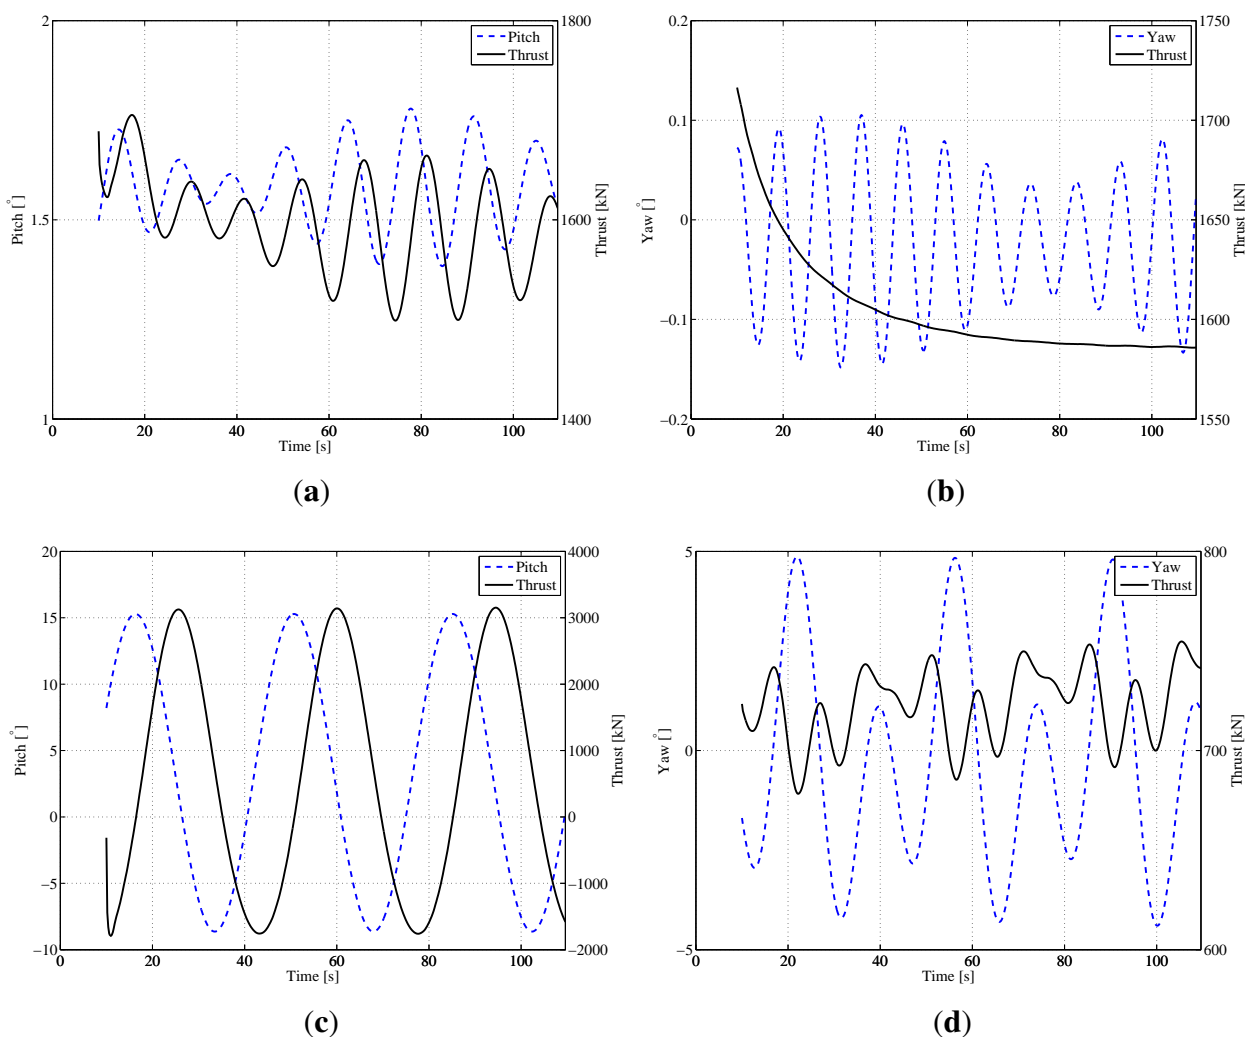 2
1800
Pitch
Thrust
Pitch [°]
1.5
1600
Thrust [kN]
1
1400
0 20 40 60 80 100
Time [s]
(a)
0.2
1750
Yaw
Thrust
0.1
1700
Yaw [°]
0
1650
Thrust [kN]
−0.1
1600
−0.2
1550
0 20 40 60 80 100
Time [s]
(b)
20
4000
Pitch
Thrust
15
3000
10
2000
Pitch [°]
5
1000
Thrust [kN]
0
0
−5
−1000
−10
−2000
0 20 40 60 80 100
Time [s]
(c)
5
800
Yaw
Thrust
Yaw [°]
0
700
Thrust [kN]
−5
600
0 20 40 60 80 100
Time [s]
(d)